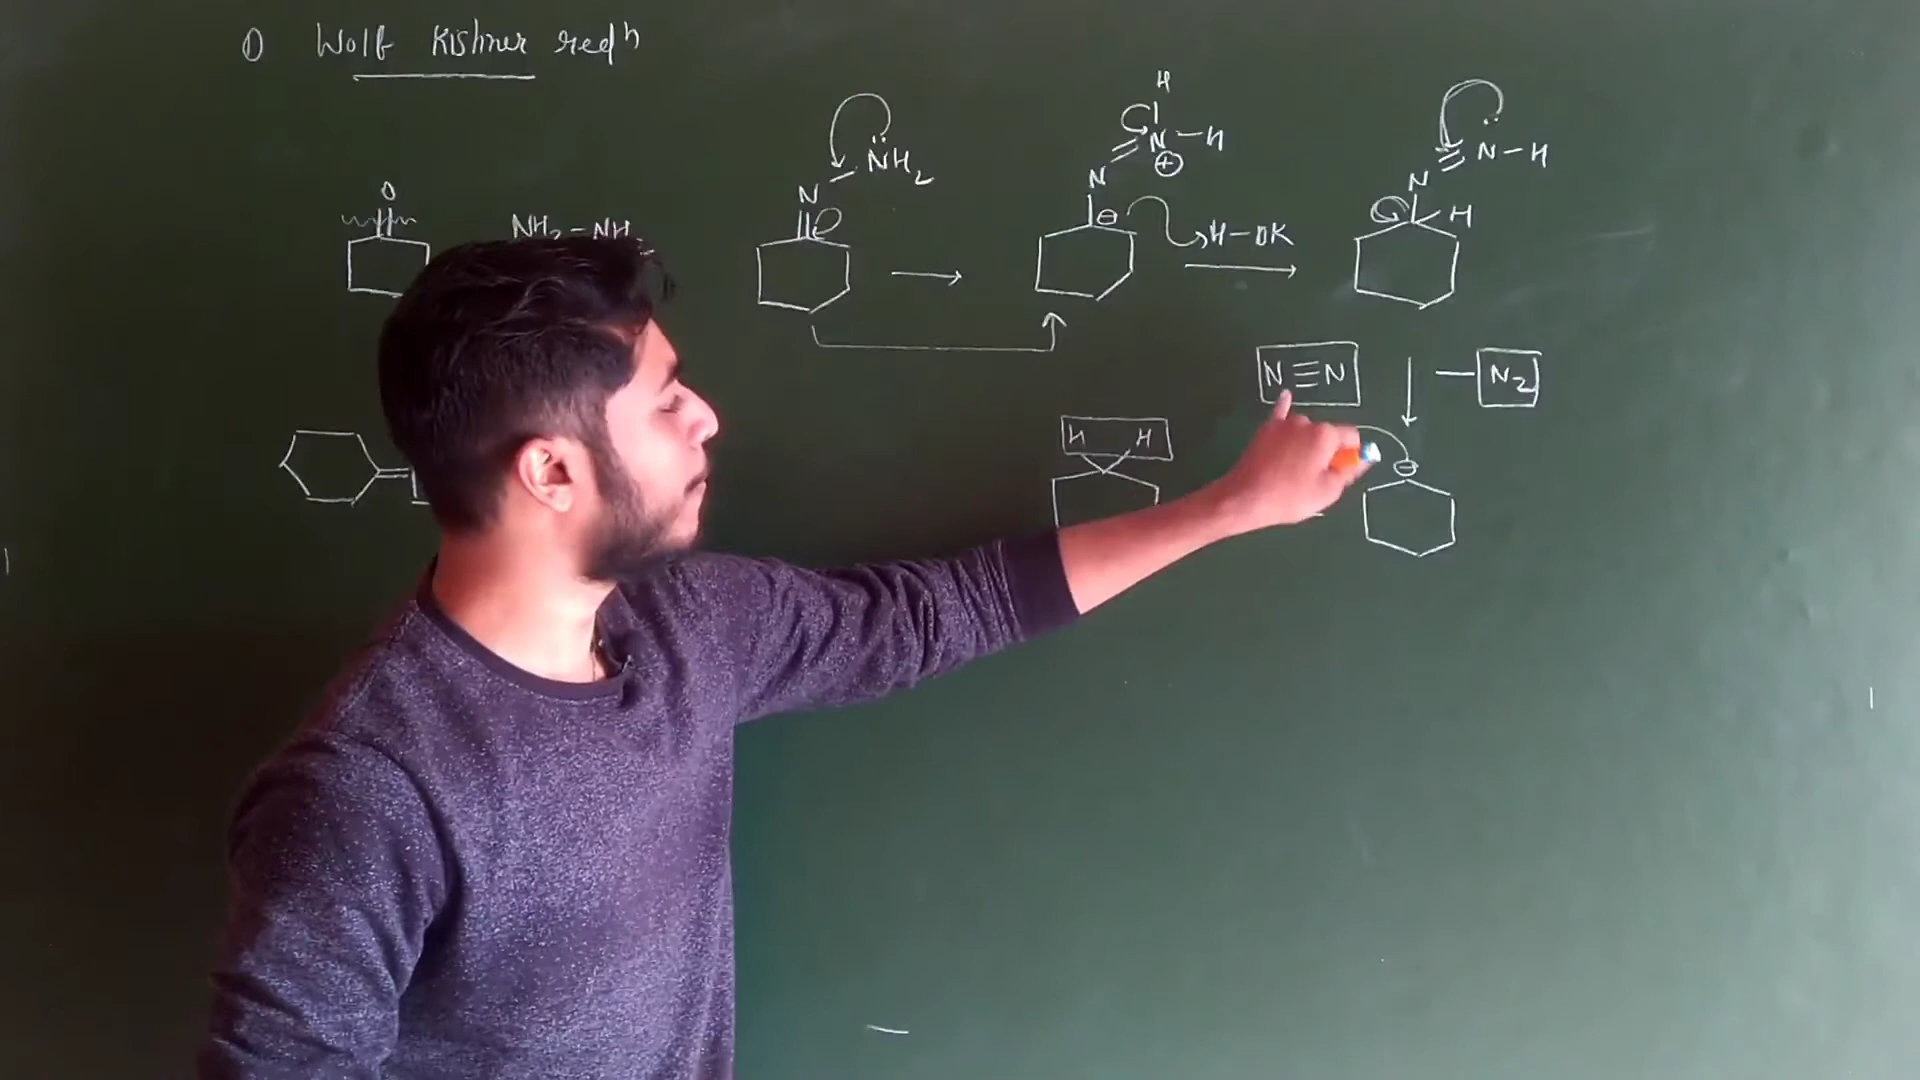 ① Wolf Kishner redⁿ
O
NH2 - NH2
N = NH2
H
N = N - H
⊕
⊖
H-OK
N = N - H
H
N≡N
- N2
H H
⊖